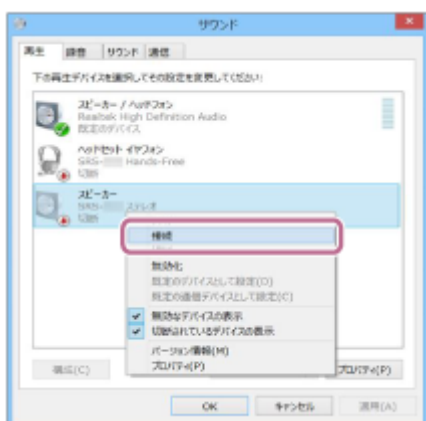 サウンド
再生 録音 サウンド 通信
下の再生デバイスを選択してその設定を変更してください:
スピーカー / ヘッドフォン
Realtek High Definition Audio
既定のデバイス
ヘッドセット イヤフォン
SRS- Hands-Free
切断
スピーカー
SRS- ステレオ
切断
接続
無効化
既定のデバイスとして設定(D)
既定の通信デバイスとして設定(C)
無効なデバイスの表示
切断されているデバイスの表示
バージョン情報(M)
プロパティ(P)
構成(C) プロパティ(P)
OK キャンセル 適用(A)